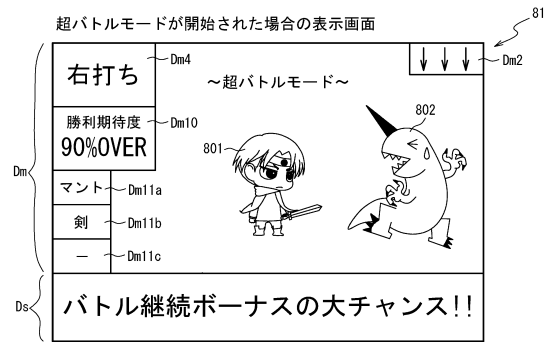 超バトルモードが開始された場合の表示画面
81
右打ち
Dm4
～超バトルモード～
Dm2
勝利期待度
90%OVER
Dm10
801
802
Dm
マント
Dm11a
剣
Dm11b
－
Dm11c
Ds
バトル継続ボーナスの大チャンス!!